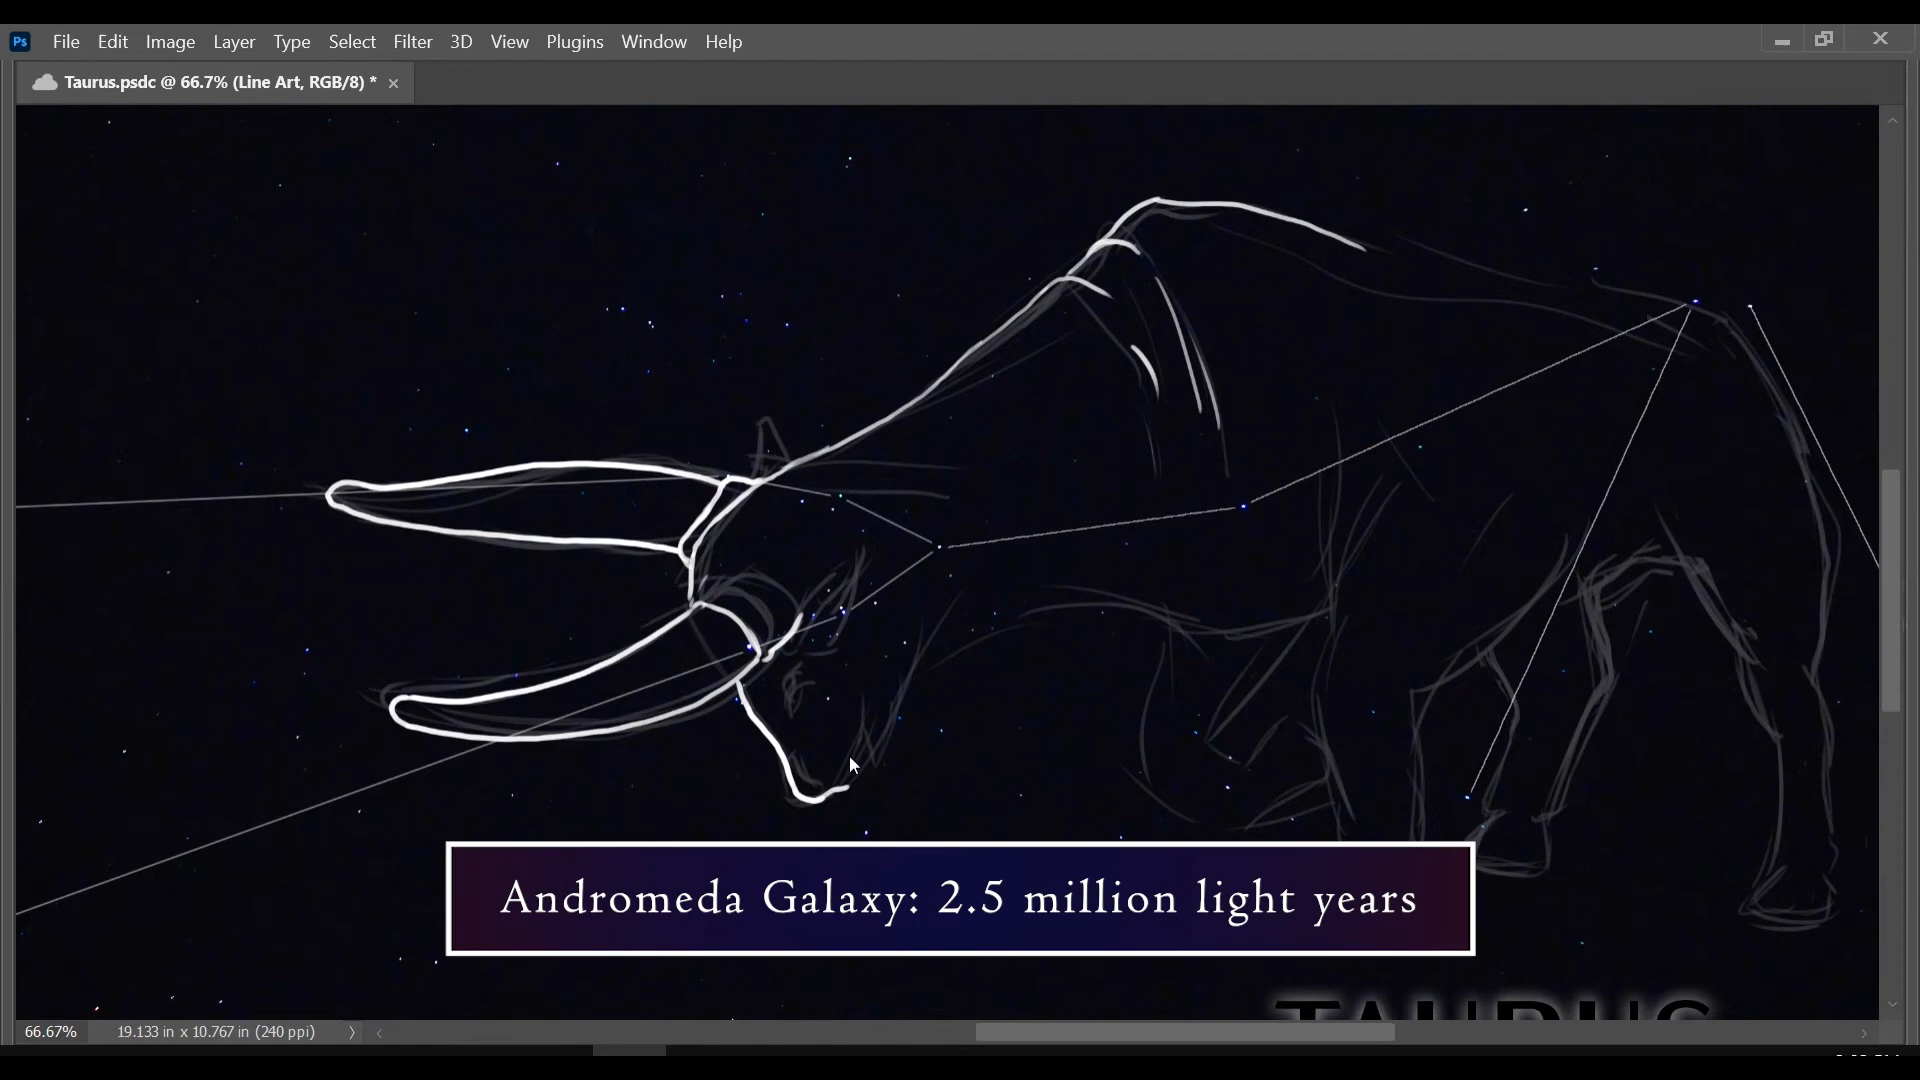 Ps File Edit Image Layer Type Select Filter 3D View Plugins Window Help
Taurus.psdc @ 66.7% (Line Art, RGB/8) * ×
Andromeda Galaxy: 2.5 million light years
TAURUS
66.67% 19.133 in x 10.767 in (240 ppi)